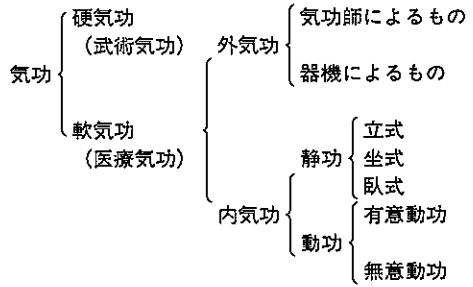 気功
硬気功
（武術気功）
軟気功
（医療気功）
外気功
気功師によるもの
器機によるもの
内気功
静功
立式
坐式
臥式
動功
有意動功
無意動功